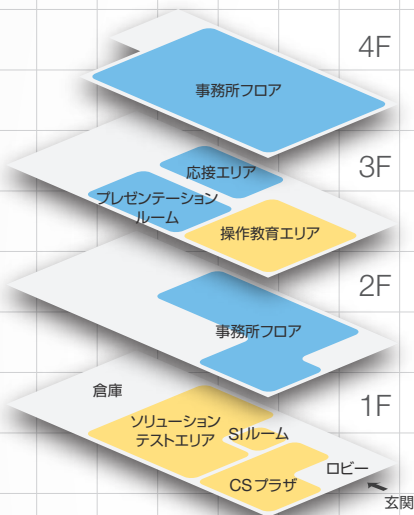 4F
事務所フロア
3F
応接エリア
プレゼンテーション
ルーム
操作教育エリア
2F
事務所フロア
1F
倉庫
ソリューション
テストエリア
SIルーム
ロビー
CSプラザ
玄関